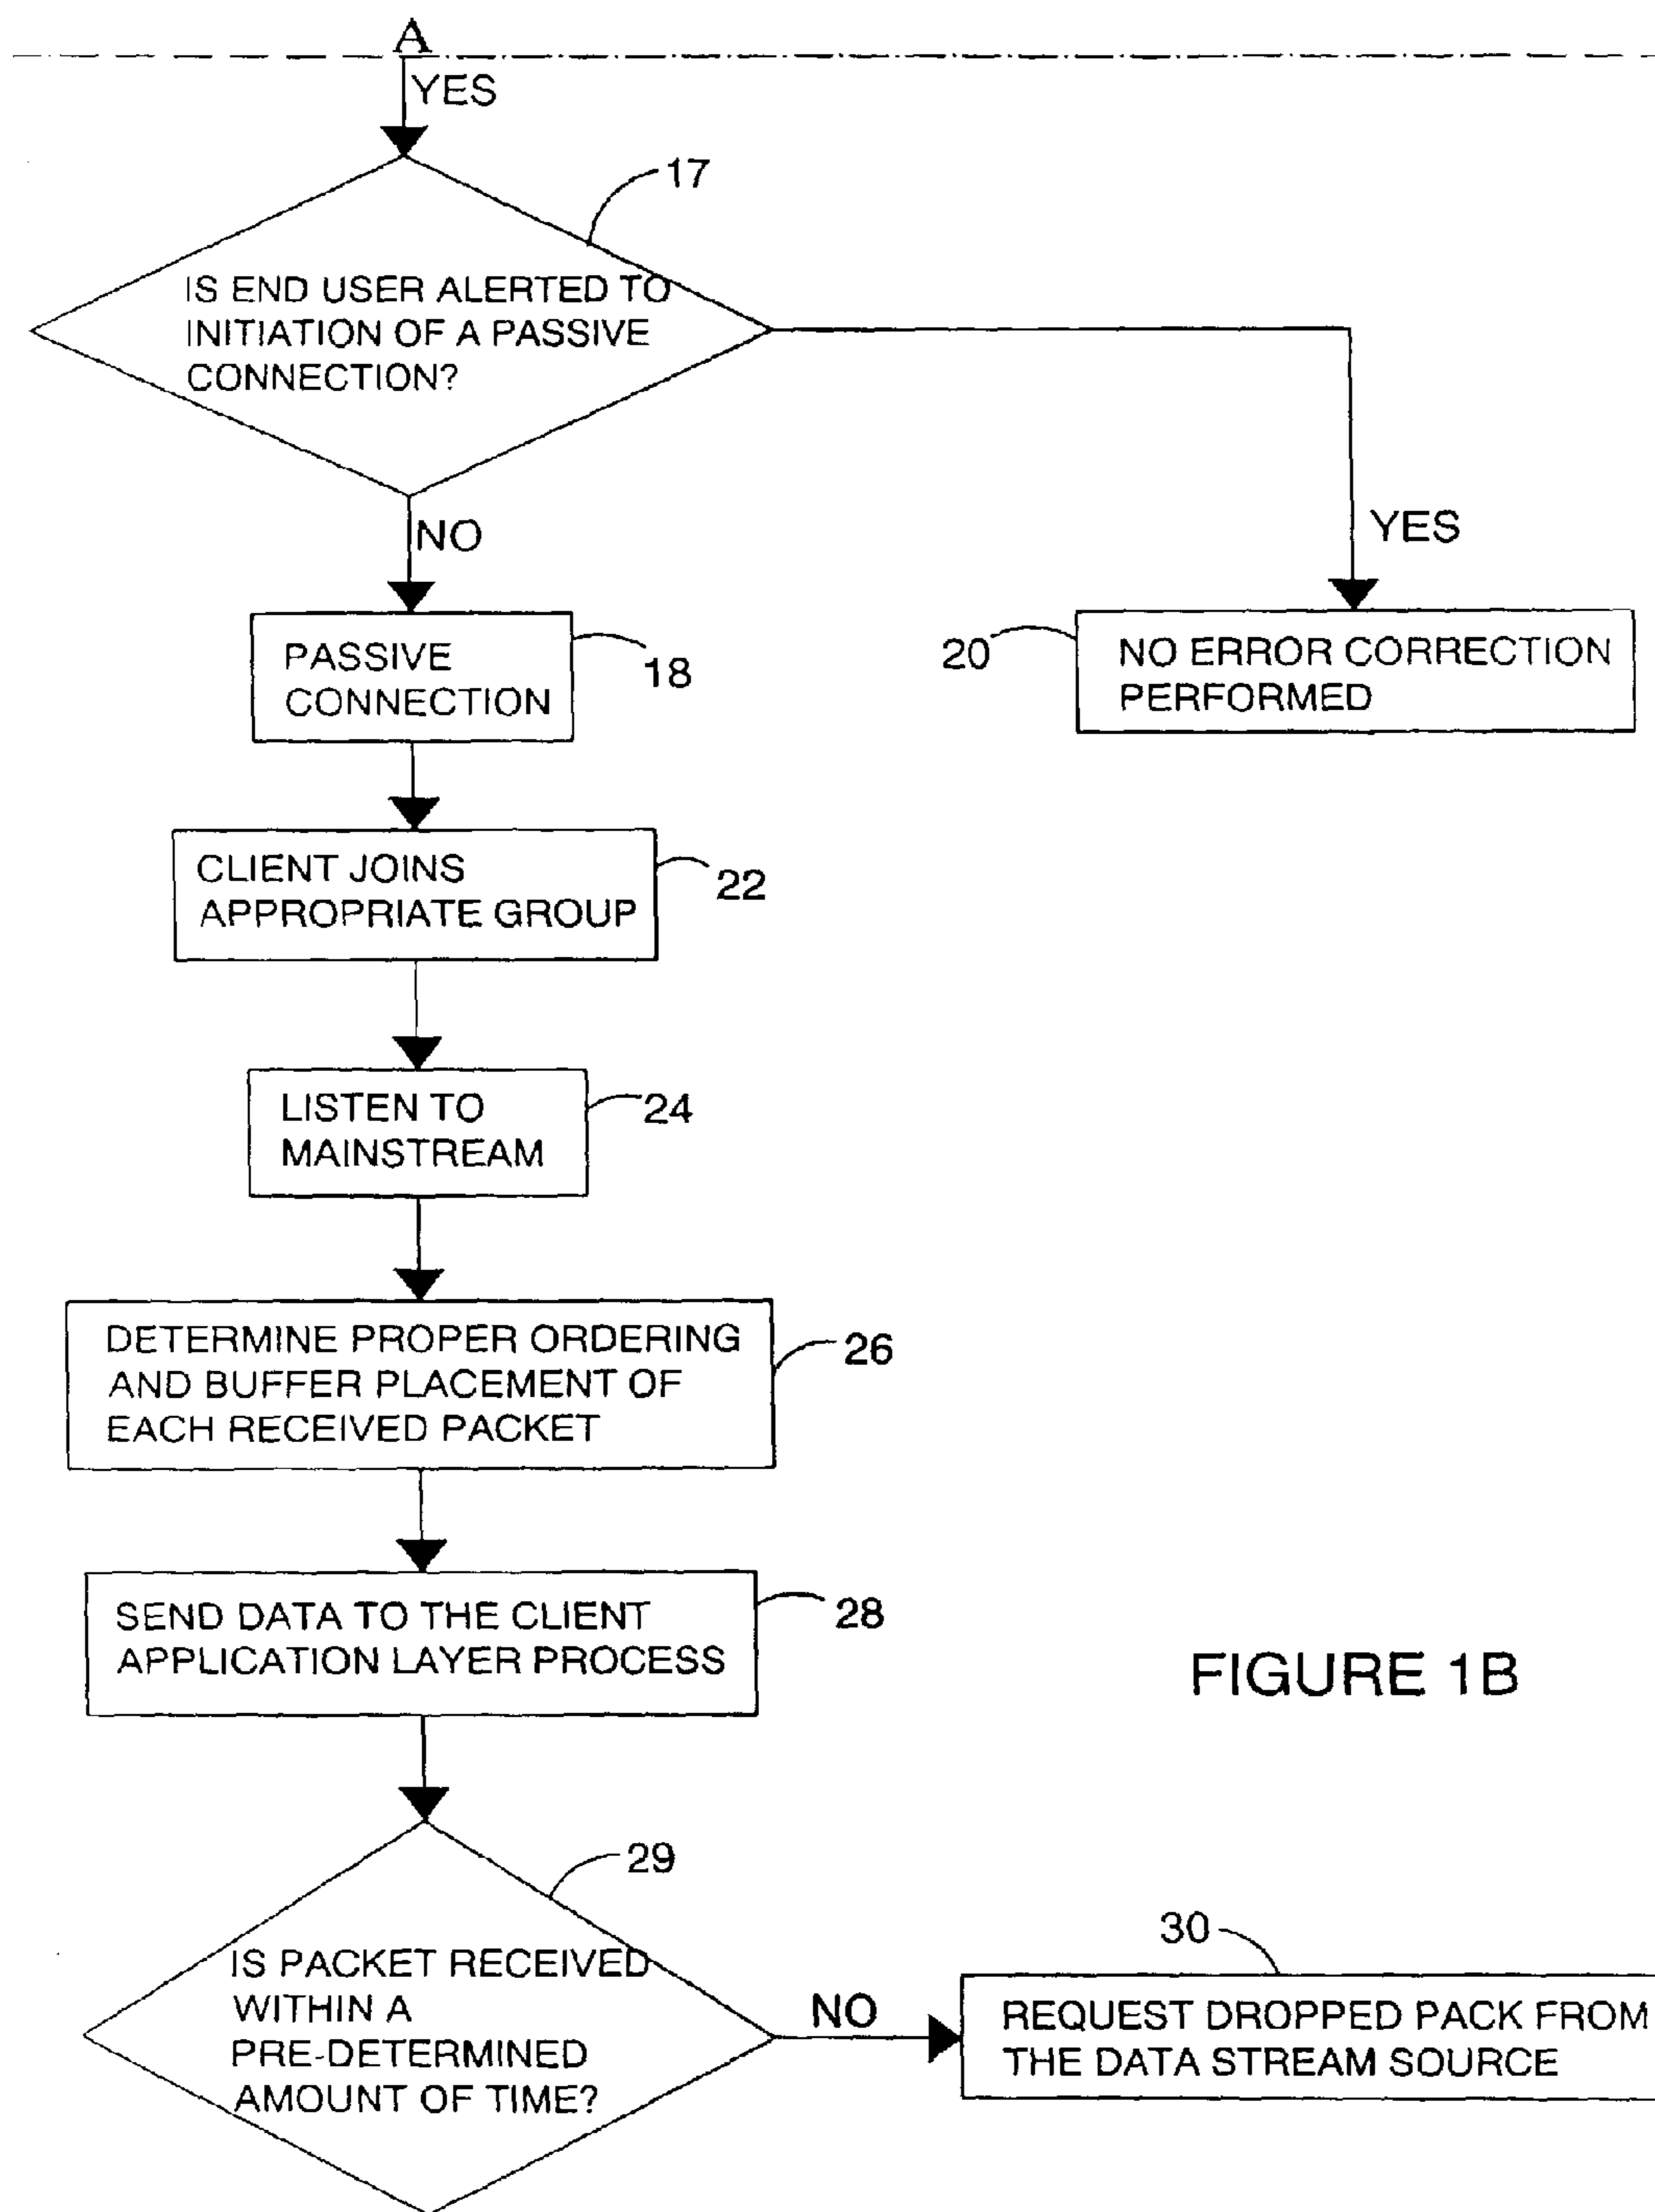 A
YES
17
IS END USER ALERTED TO
INITIATION OF A PASSIVE
CONNECTION?
NO
YES
PASSIVE
CONNECTION
18
20
NO ERROR CORRECTION
PERFORMED
CLIENT JOINS
APPROPRIATE GROUP
22
LISTEN TO
MAINSTREAM
24
DETERMINE PROPER ORDERING
AND BUFFER PLACEMENT OF
EACH RECEIVED PACKET
26
SEND DATA TO THE CLIENT
APPLICATION LAYER PROCESS
28
FIGURE 1B
29
IS PACKET RECEIVED
WITHIN A
PRE-DETERMINED
AMOUNT OF TIME?
NO
30
REQUEST DROPPED PACK FROM
THE DATA STREAM SOURCE